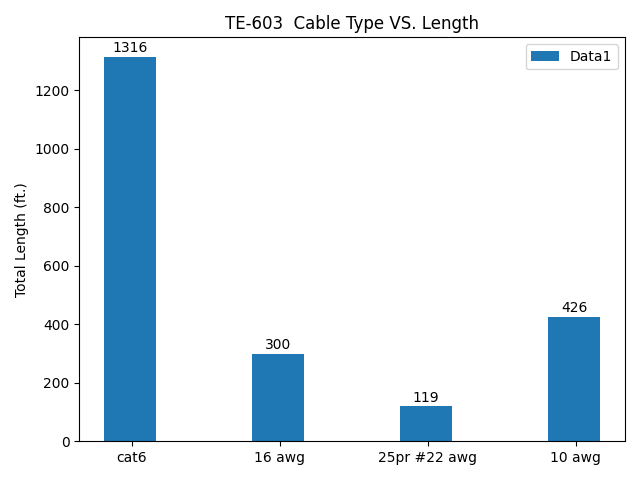 TE-603  Cable Type VS. Length
Data1
1316
300
119
426
Total Length (ft.)
1200
1000
800
600
400
200
0
cat6
16 awg
25pr #22 awg
10 awg